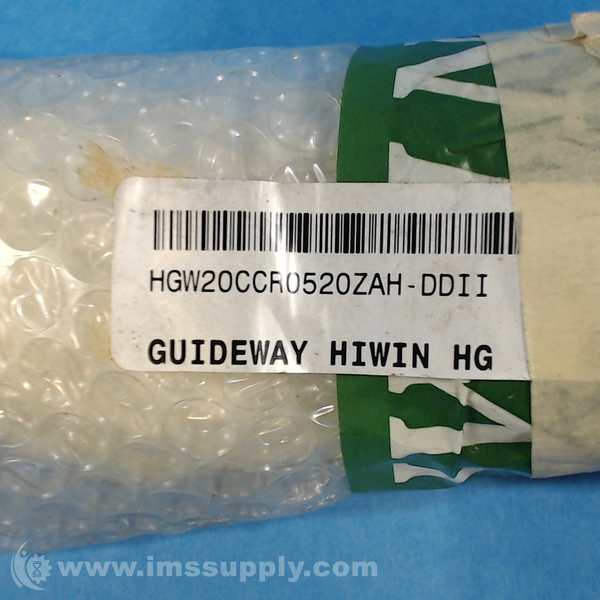 HGW20CCR0520ZAH-DDII
GUIDEWAY HIWIN HG
www.imssupply.com